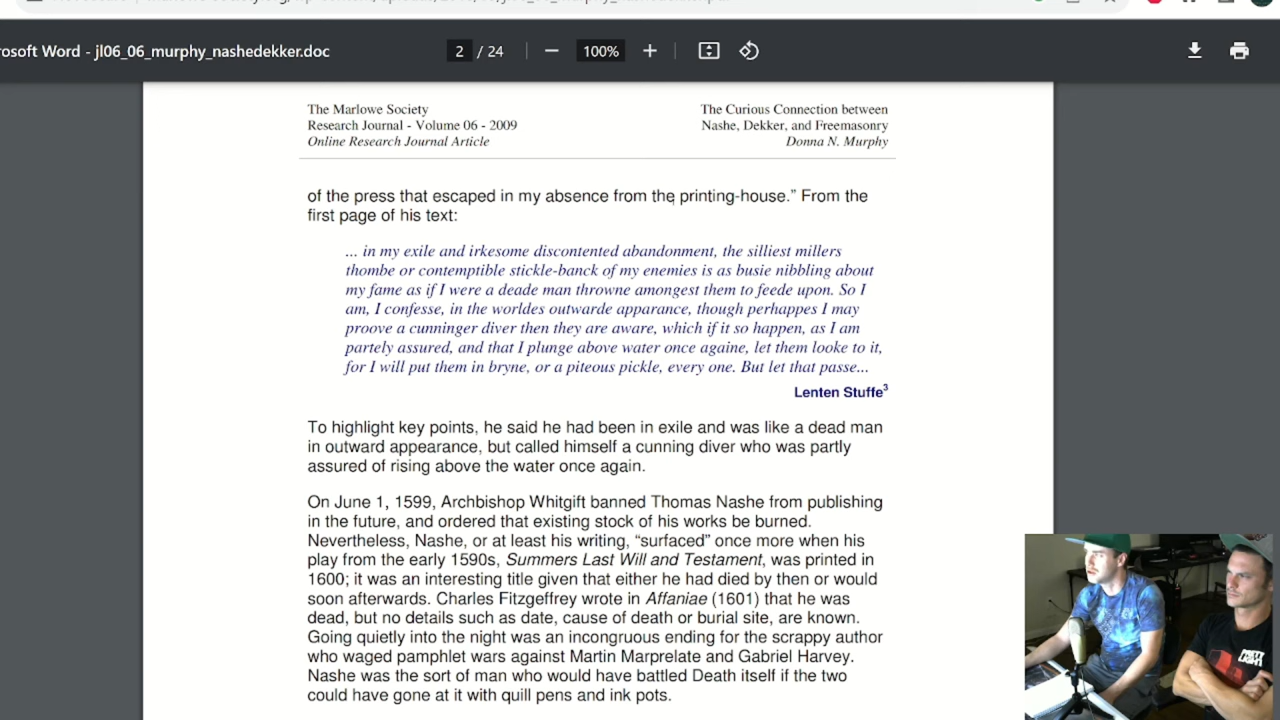 rosoft Word - jl06_06_murphy_nashedekker.doc
2 / 24
100%
The Marlowe Society
Research Journal - Volume 06 - 2009
Online Research Journal Article
The Curious Connection between
Nashe, Dekker, and Freemasonry
Donna N. Murphy
of the press that escaped in my absence from the printing-house.” From the
first page of his text:
... in my exile and irkesome discontented abandonment, the silliest millers
thombe or contemptible stickle-banck of my enemies is as busie nibbling about
my fame as if I were a deade man throwne amongest them to feede upon. So I
am, I confesse, in the worldes outwarde apparance, though perhappes I may
proove a cunninger diver then they are aware, which if it so happen, as I am
partely assured, and that I plunge above water once againe, let them looke to it,
for I will put them in bryne, or a piteous pickle, every one. But let that passe...
Lenten Stuffe3
To highlight key points, he said he had been in exile and was like a dead man
in outward appearance, but called himself a cunning diver who was partly
assured of rising above the water once again.
On June 1, 1599, Archbishop Whitgift banned Thomas Nashe from publishing
in the future, and ordered that existing stock of his works be burned.
Nevertheless, Nashe, or at least his writing, “surfaced” once more when his
play from the early 1590s, Summers Last Will and Testament, was printed in
1600; it was an interesting title given that either he had died by then or would
soon afterwards. Charles Fitzgeffrey wrote in Affaniae (1601) that he was
dead, but no details such as date, cause of death or burial site, are known.
Going quietly into the night was an incongruous ending for the scrappy author
who waged pamphlet wars against Martin Marprelate and Gabriel Harvey.
Nashe was the sort of man who would have battled Death itself if the two
could have gone at it with quill pens and ink pots.